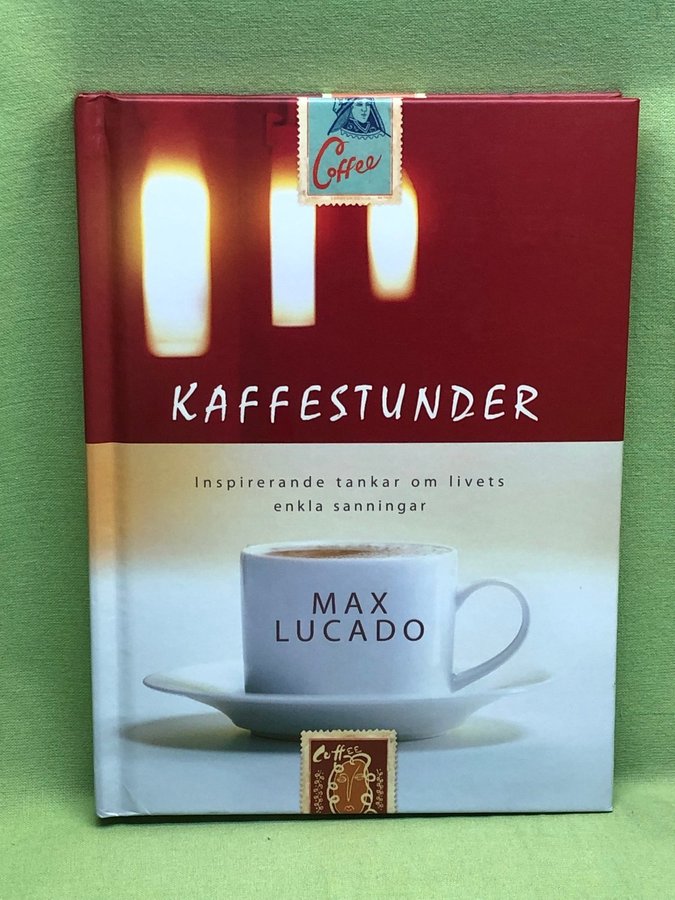 Coffee
KAFFESTUNDER
Inspirerande tankar om livets
enkla sanningar
MAX
LUCADO
Coffee